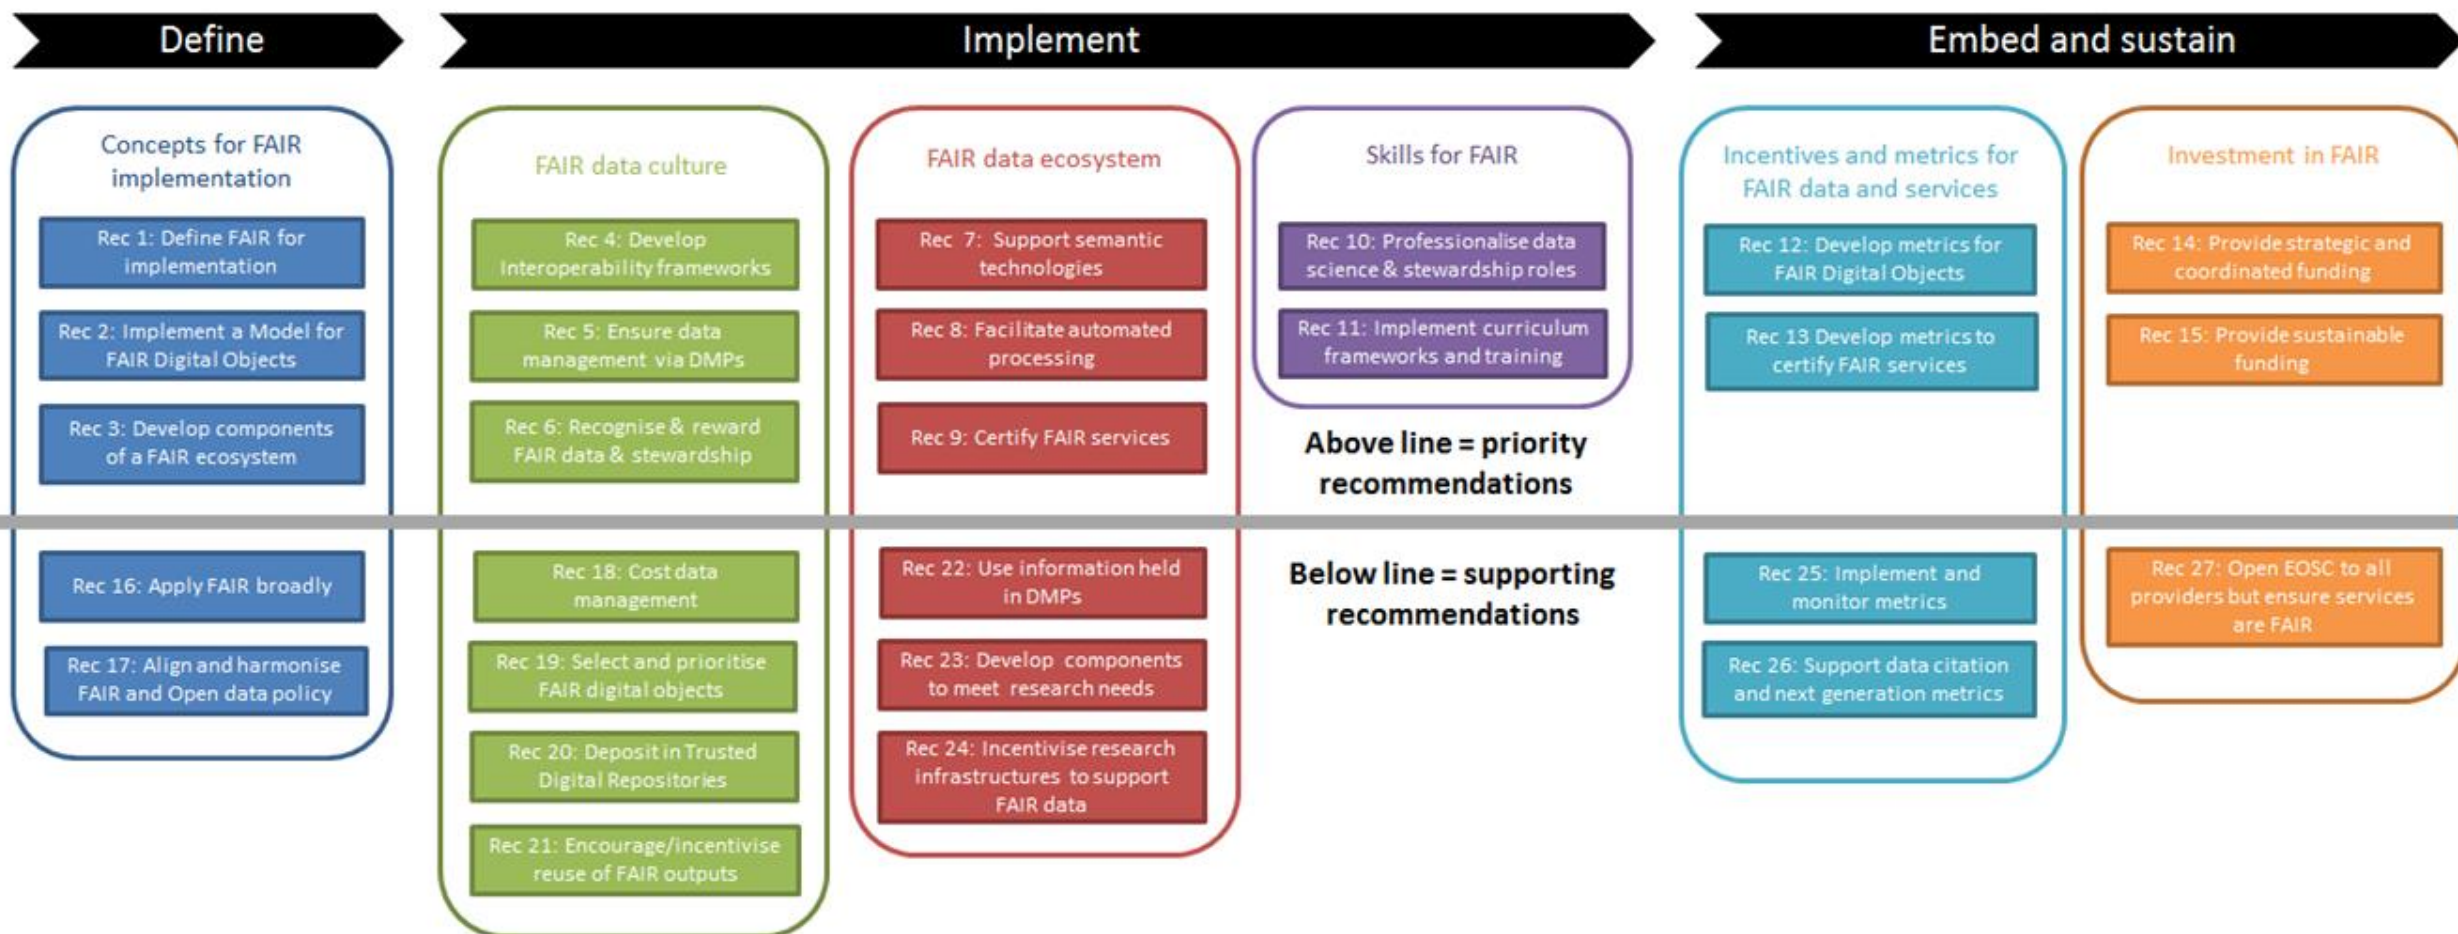 Define
Implement
Embed and sustain
Concepts for FAIR
implementation
Rec 1: Define FAIR for
implementation
Rec 2: Implement a Model for
FAIR Digital Objects
Rec 3: Develop components
of a FAIR ecosystem
Rec 16: Apply FAIR broadly
Rec 17: Align and harmonise
FAIR and Open data policy
FAIR data culture
Rec 4: Develop
Interoperability frameworks
Rec 5: Ensure data
management via DMPs
Rec 6: Recognise & reward
FAIR data & stewardship
Rec 18: Cost data
management
Rec 19: Select and prioritise
FAIR digital objects
Rec 20: Deposit in Trusted
Digital Repositories
Rec 21: Encourage/incentivise
reuse of FAIR outputs
FAIR data ecosystem
Rec 7: Support semantic
technologies
Rec 8: Facilitate automated
processing
Rec 9: Certify FAIR services
Rec 22: Use information held
in DMPs
Rec 23: Develop components
to meet research needs
Rec 24: Incentivise research
infrastructures to support
FAIR data
Skills for FAIR
Rec 10: Professionalise data
science & stewardship roles
Rec 11: Implement curriculum
frameworks and training
Above line = priority
recommendations
Below line = supporting
recommendations
Incentives and metrics for
FAIR data and services
Rec 12: Develop metrics for
FAIR Digital Objects
Rec 13 Develop metrics to
certify FAIR services
Rec 25: Implement and
monitor metrics
Rec 26: Support data citation
and next generation metrics
Investment in FAIR
Rec 14: Provide strategic and
coordinated funding
Rec 15: Provide sustainable
funding
Rec 27: Open EOSC to all
providers but ensure services
are FAIR